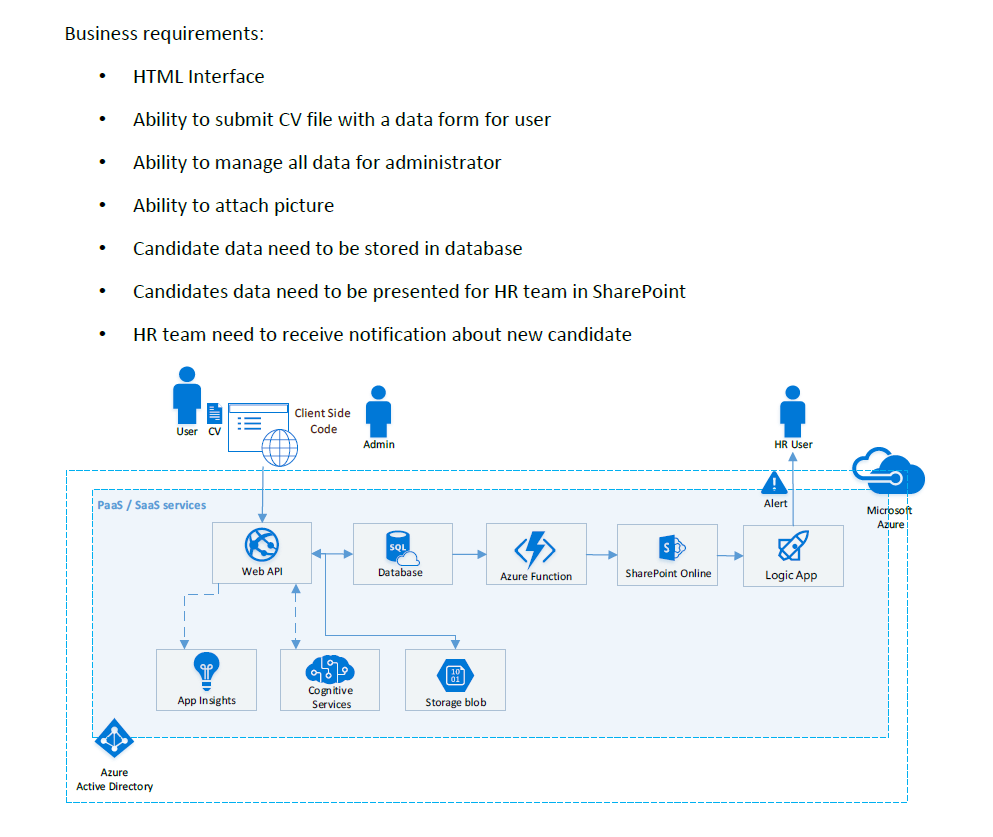 Business requirements:
• HTML Interface
• Ability to submit CV file with a data form for user
• Ability to manage all data for administrator
• Ability to attach picture
• Candidate data need to be stored in database
• Candidates data need to be presented for HR team in SharePoint
• HR team need to receive notification about new candidate
User
CV
Client Side
Code
Admin
HR User
PaaS / SaaS services
Alert
Microsoft
Azure
Web API
SQL
Database
Azure Function
S
SharePoint Online
Logic App
App Insights
Cognitive
Services
10
01
Storage blob
Azure
Active Directory